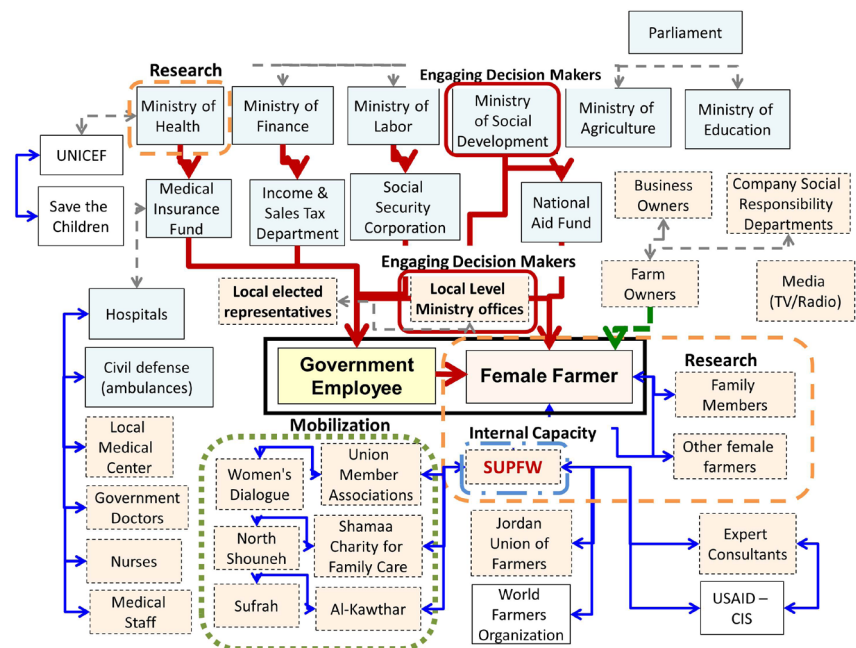 Parliament
Research
Engaging Decision Makers
Ministry of
Health
Ministry of
Finance
Ministry of
Labor
Ministry
of Social
Development
Ministry of
Agriculture
Ministry of
Education
UNICEF
Save the
Children
Medical
Insurance
Fund
Income &
Sales Tax
Department
Social
Security
Corporation
National
Aid Fund
Business
Owners
Company Social
Responsibility
Departments
Engaging Decision Makers
Local elected
representatives
Local Level
Ministry offices
Farm
Owners
Media
(TV/Radio)
Hospitals
Civil defense
(ambulances)
Government
Employee
Female Farmer
Research
Family
Members
Other female
farmers
Mobilization
Internal Capacity
SUPFW
Local
Medical
Center
Government
Doctors
Nurses
Medical
Staff
Women's
Dialogue
Union
Member
Associations
North
Shouneh
Shamaa
Charity for
Family Care
Sufrah
Al-Kawthar
Jordan
Union of
Farmers
World
Farmers
Organization
Expert
Consultants
USAID –
CIS